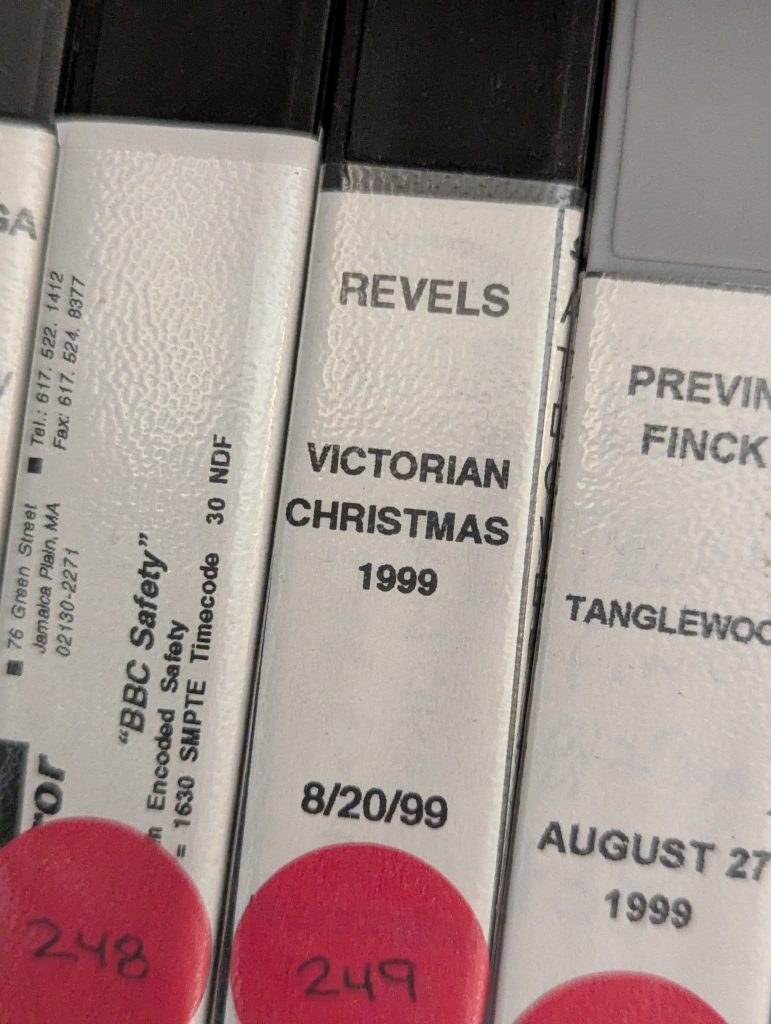 Tel.: 617. 522. 1412
Fax: 617. 524. 8377
76 Green Street
Jamaica Plain, MA
02130-2271
"BBC Safety"
Encoded Safety
= 1630 SMPTE Timecode 30 NDF
248
REVELS
VICTORIAN
CHRISTMAS
1999
8/20/99
249
PREVIN
FINCK
TANGLEWOO
AUGUST 27
1999